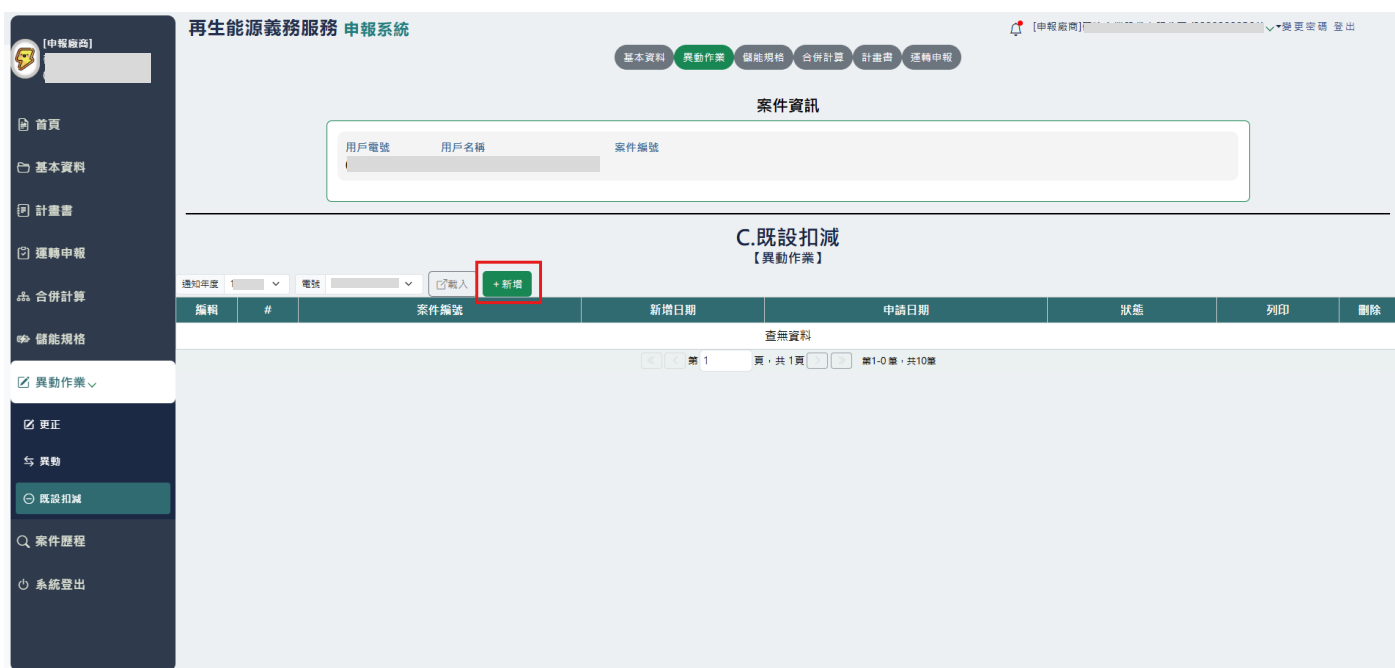 [申報廠商]
首頁
基本資料
計畫書
運轉申報
合併計算
儲能規格
異動作業
更正
異動
既設扣減
案件歷程
系統登出
再生能源義務服務 申報系統
[申報廠商] 變更密碼 登出
基本資料 異動作業 儲能規格 合併計算 計畫書 運轉申報
案件資訊
用戶電號 用戶名稱 案件編號
C.既設扣減
【異動作業】
通知年度 1 電號 載入 +新增
編輯 # 案件編號 新增日期 申請日期 狀態 列印 刪除
查無資料
第 1 頁，共 1頁 第1-0筆，共10筆